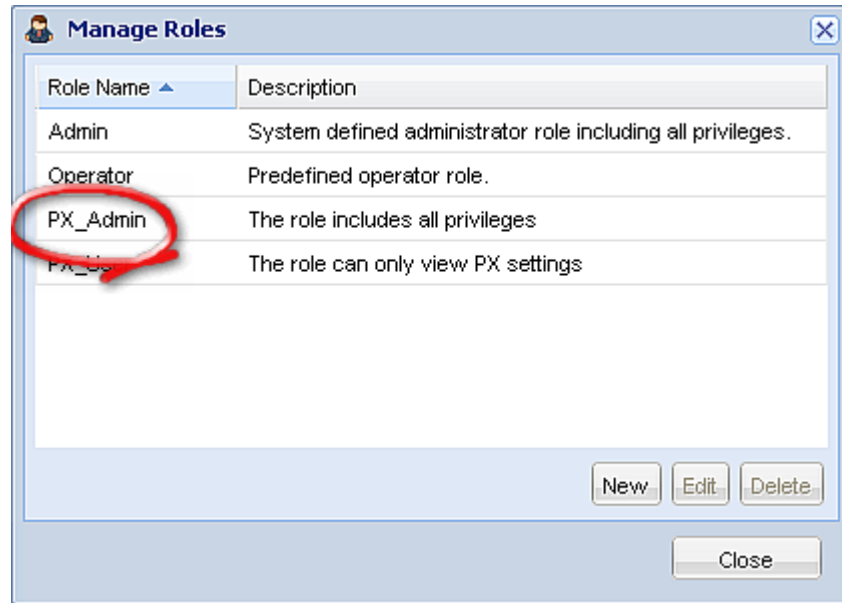 Manage Roles
Role Name Description
Admin System defined administrator role including all privileges.
Operator Predefined operator role.
PX_Admin The role includes all privileges
PX_User The role can only view PX settings
New Edit Delete
Close